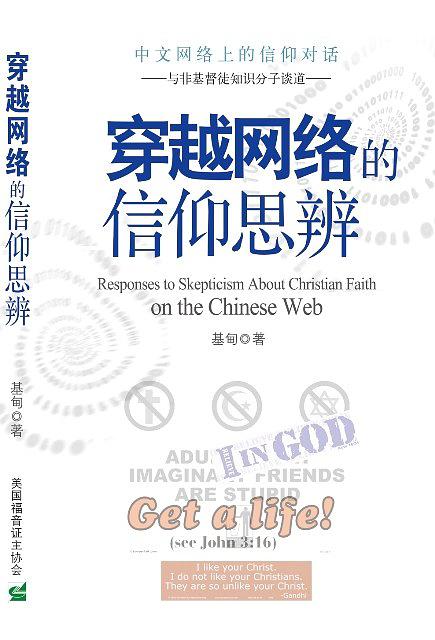 穿越网络的信仰思辨
基甸◎著
美国福音证主协会
中文网络上的信仰对话
——与非基督徒知识分子谈道——
穿越网络的
信仰思辨
Responses to Skepticism About Christian Faith
on the Chinese Web
基甸◎著
I BELIEVE IN GOD
ADU
IMAGINA FRIENDS
ARE STUPID
Get a life!
(see John 3:16)
I like your Christ.
I do not like your Christians.
They are so unlike your Christ.
-Gandhi